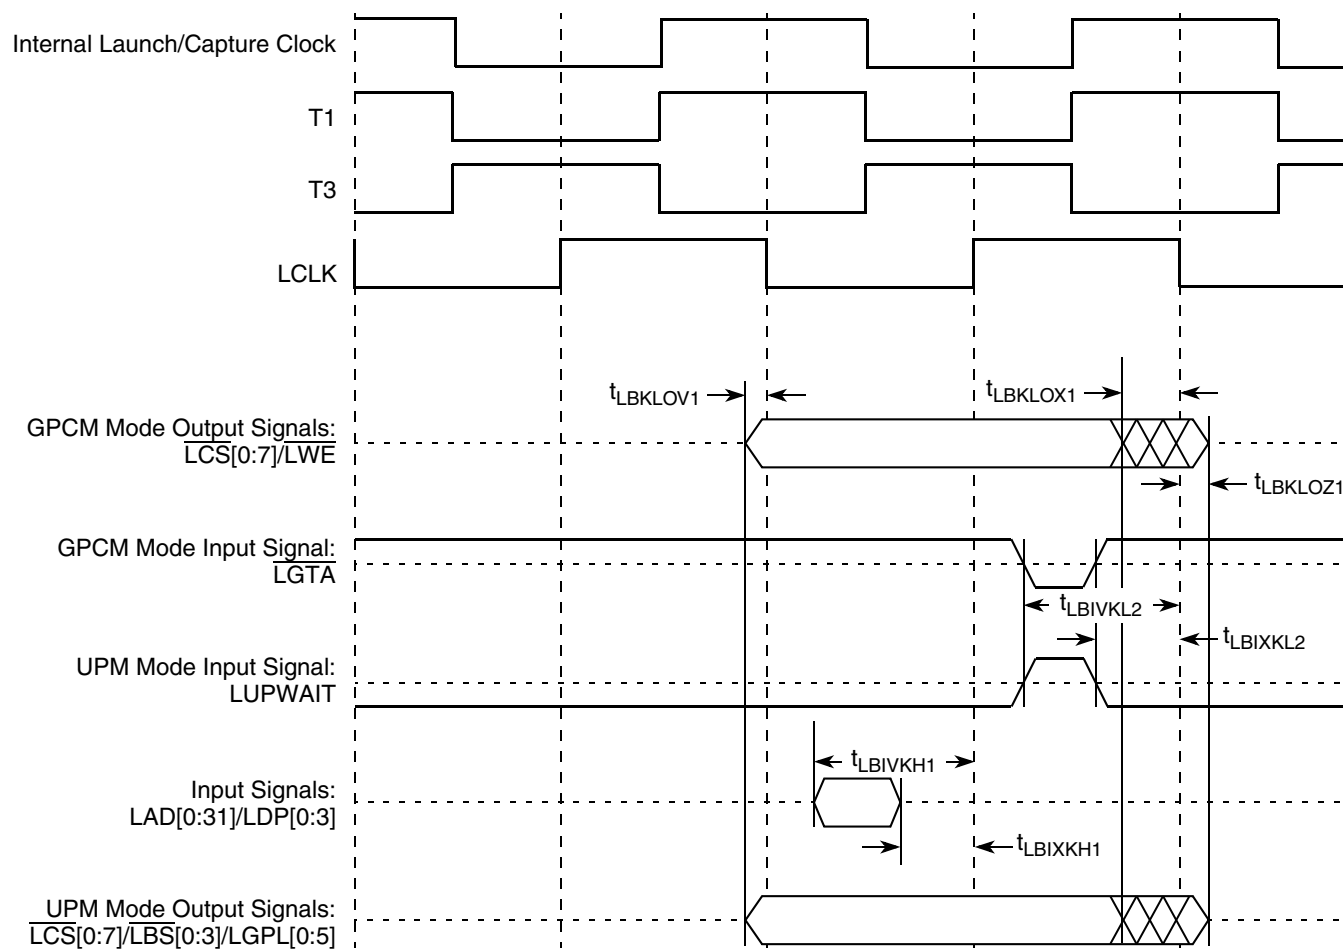 Internal Launch/Capture Clock
T1
T3
LCLK
tLBKLOV1
tLBKLOX1
GPCM Mode Output Signals:
LCS[0:7]/LWE
tLBKLOZ1
GPCM Mode Input Signal:
LGTA
tLBIVKL2
tLBIXKL2
UPM Mode Input Signal:
LUPWAIT
tLBIVKH1
Input Signals:
LAD[0:31]/LDP[0:3]
tLBIXKH1
UPM Mode Output Signals:
LCS[0:7]/LBS[0:3]/LGPL[0:5]